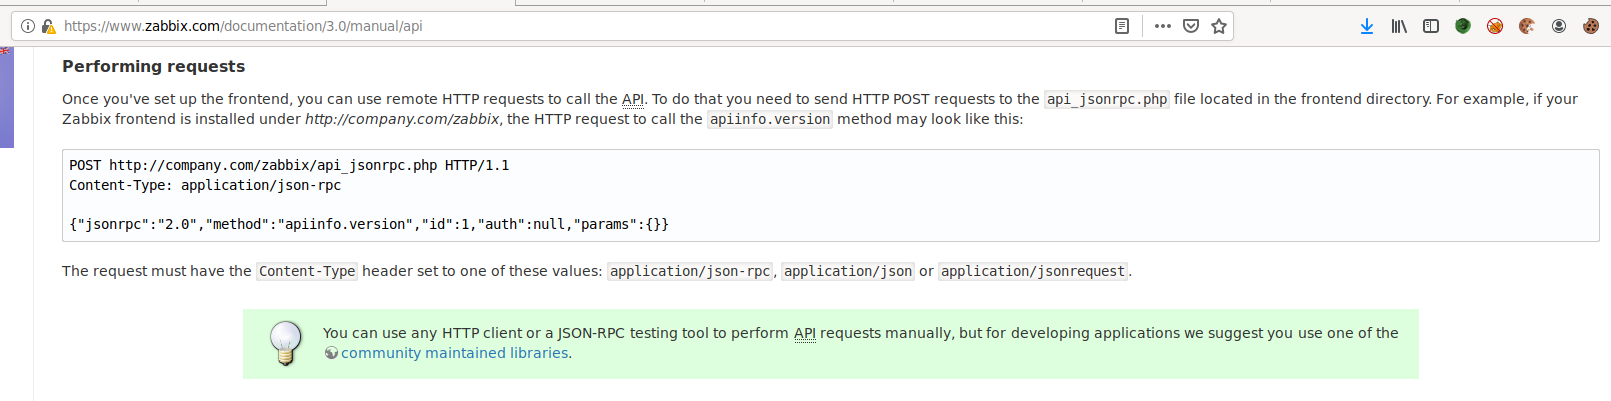 https://www.zabbix.com/documentation/3.0/manual/api
Performing requests
Once you've set up the frontend, you can use remote HTTP requests to call the API. To do that you need to send HTTP POST requests to the api_jsonrpc.php file located in the frontend directory. For example, if your
Zabbix frontend is installed under http://company.com/zabbix, the HTTP request to call the apiinfo.version method may look like this:
POST http://company.com/zabbix/api_jsonrpc.php HTTP/1.1
Content-Type: application/json-rpc
{"jsonrpc":"2.0","method":"apiinfo.version","id":1,"auth":null,"params":{}}
The request must have the Content-Type header set to one of these values: application/json-rpc, application/json or application/jsonrequest.
You can use any HTTP client or a JSON-RPC testing tool to perform API requests manually, but for developing applications we suggest you use one of the
community maintained libraries.